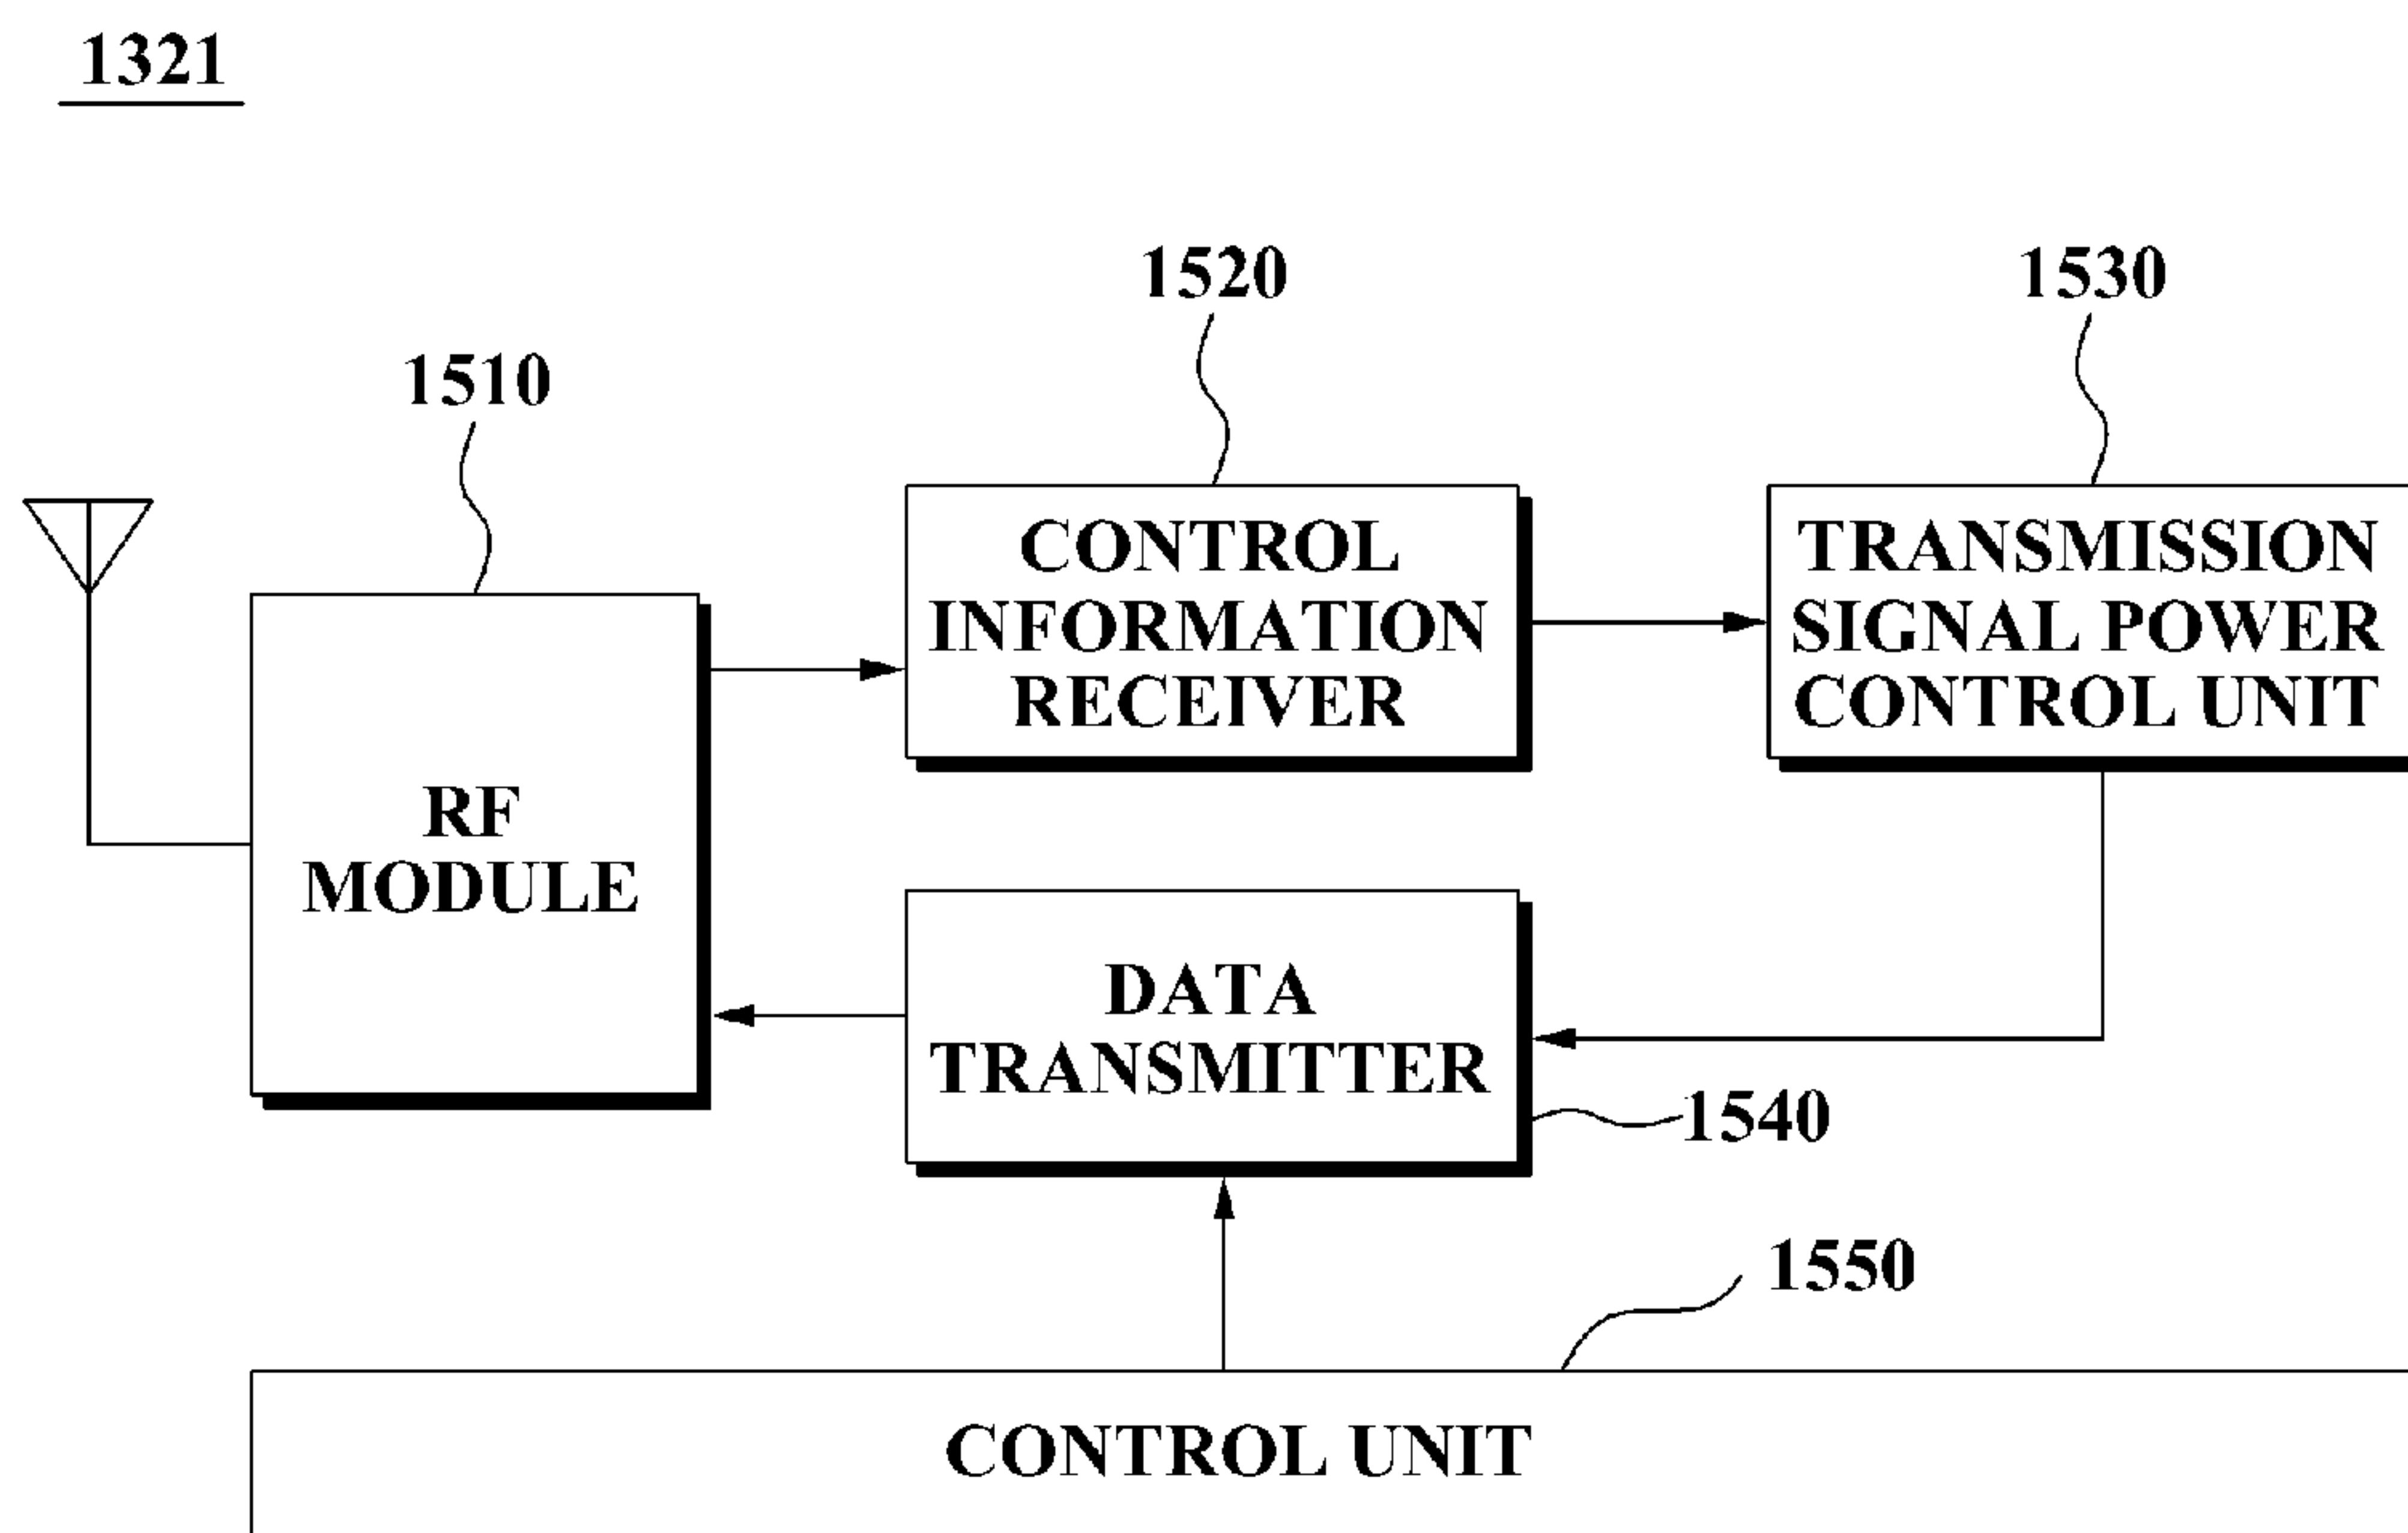 1321
1520
1530
1510
CONTROL
INFORMATION
RECEIVER
TRANSMISSION
SIGNAL POWER
CONTROL UNIT
RF
MODULE
DATA
TRANSMITTER
1540
1550
CONTROL UNIT